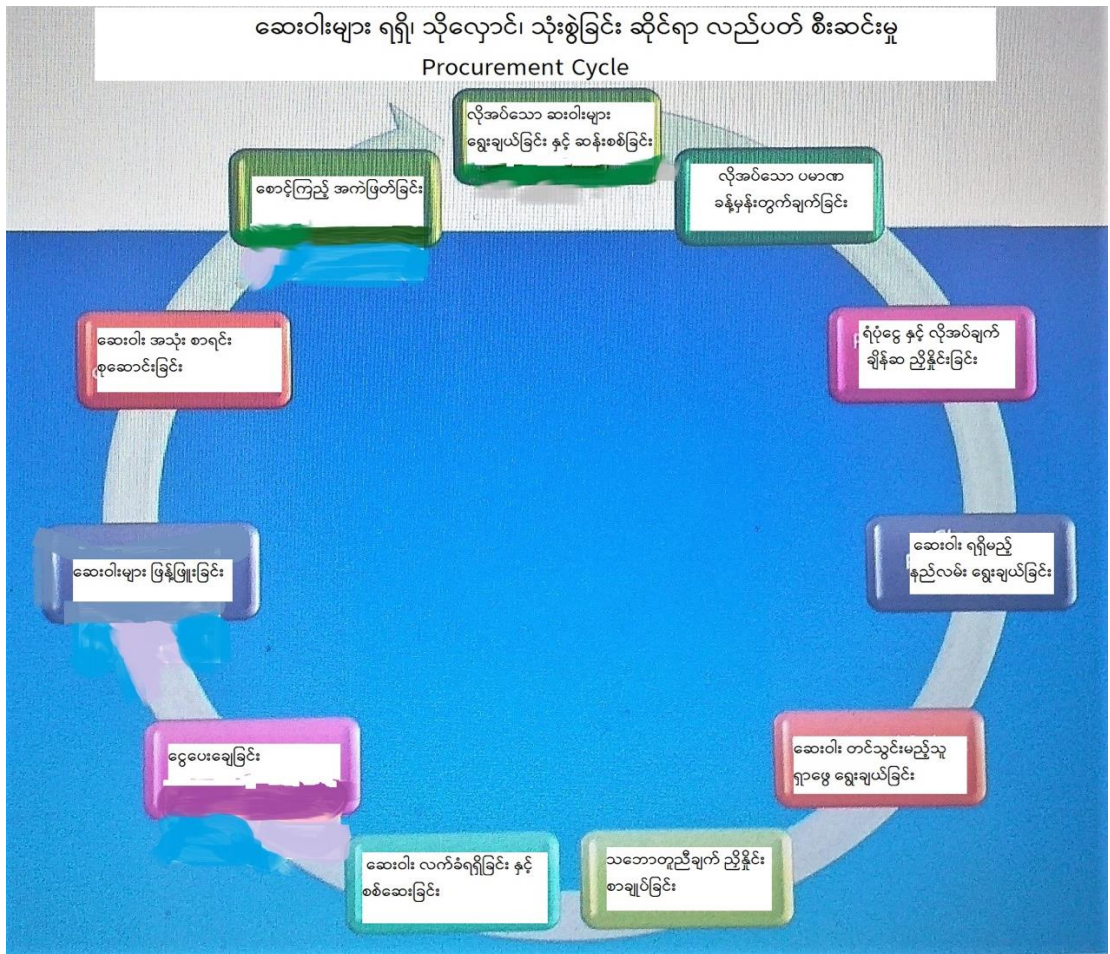 ဆေးဝါးများ ရရှိ၊ သိုလှောင်၊ သုံးစွဲခြင်း ဆိုင်ရာ လည်ပတ် စီးဆင်းမှု
Procurement Cycle
လိုအပ်သော ဆးဝါးများ
ရွေးချယ်ခြင်း နှင့် ဆန်းစစ်ခြင်း
လိုအပ်သော ပမာဏ
ခန့်မှန်းတွက်ချက်ခြင်း
ရံပုံငွေ နှင့် လိုအပ်ချက်
ချိန်ဆ ညှိနှိုင်းခြင်း
ဆေးဝါး ရရှိမည့်
နည်လမ်း ရွေးချယ်ခြင်း
ဆေးဝါး တင်သွင်းမည့်သူ
ရှာဖွေ ရွေးချယ်ခြင်း
သဘောတူညီချက် ညှိနှိုင်း
စာချုပ်ခြင်း
ဆေးဝါး လက်ခံရရှိခြင်း နှင့်
စစ်ဆေးခြင်း
ငွေပေးချေခြင်း
ဆေးဝါးများ ဖြန့်ဖြူးခြင်း
ဆေးဝါး အသုံး စာရင်း
စုဆောင်းခြင်း
စောင့်ကြည့် အကဲဖြတ်ခြင်း